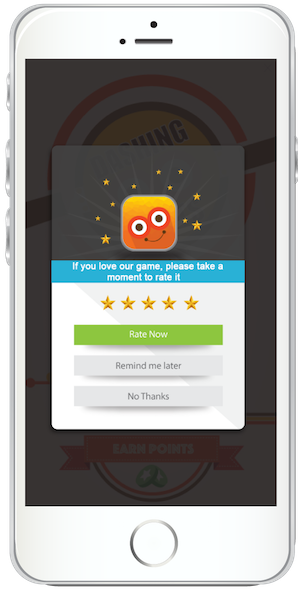 If you love our game, please take a
moment to rate it
Rate Now
Remind me later
No Thanks
EARN POINTS